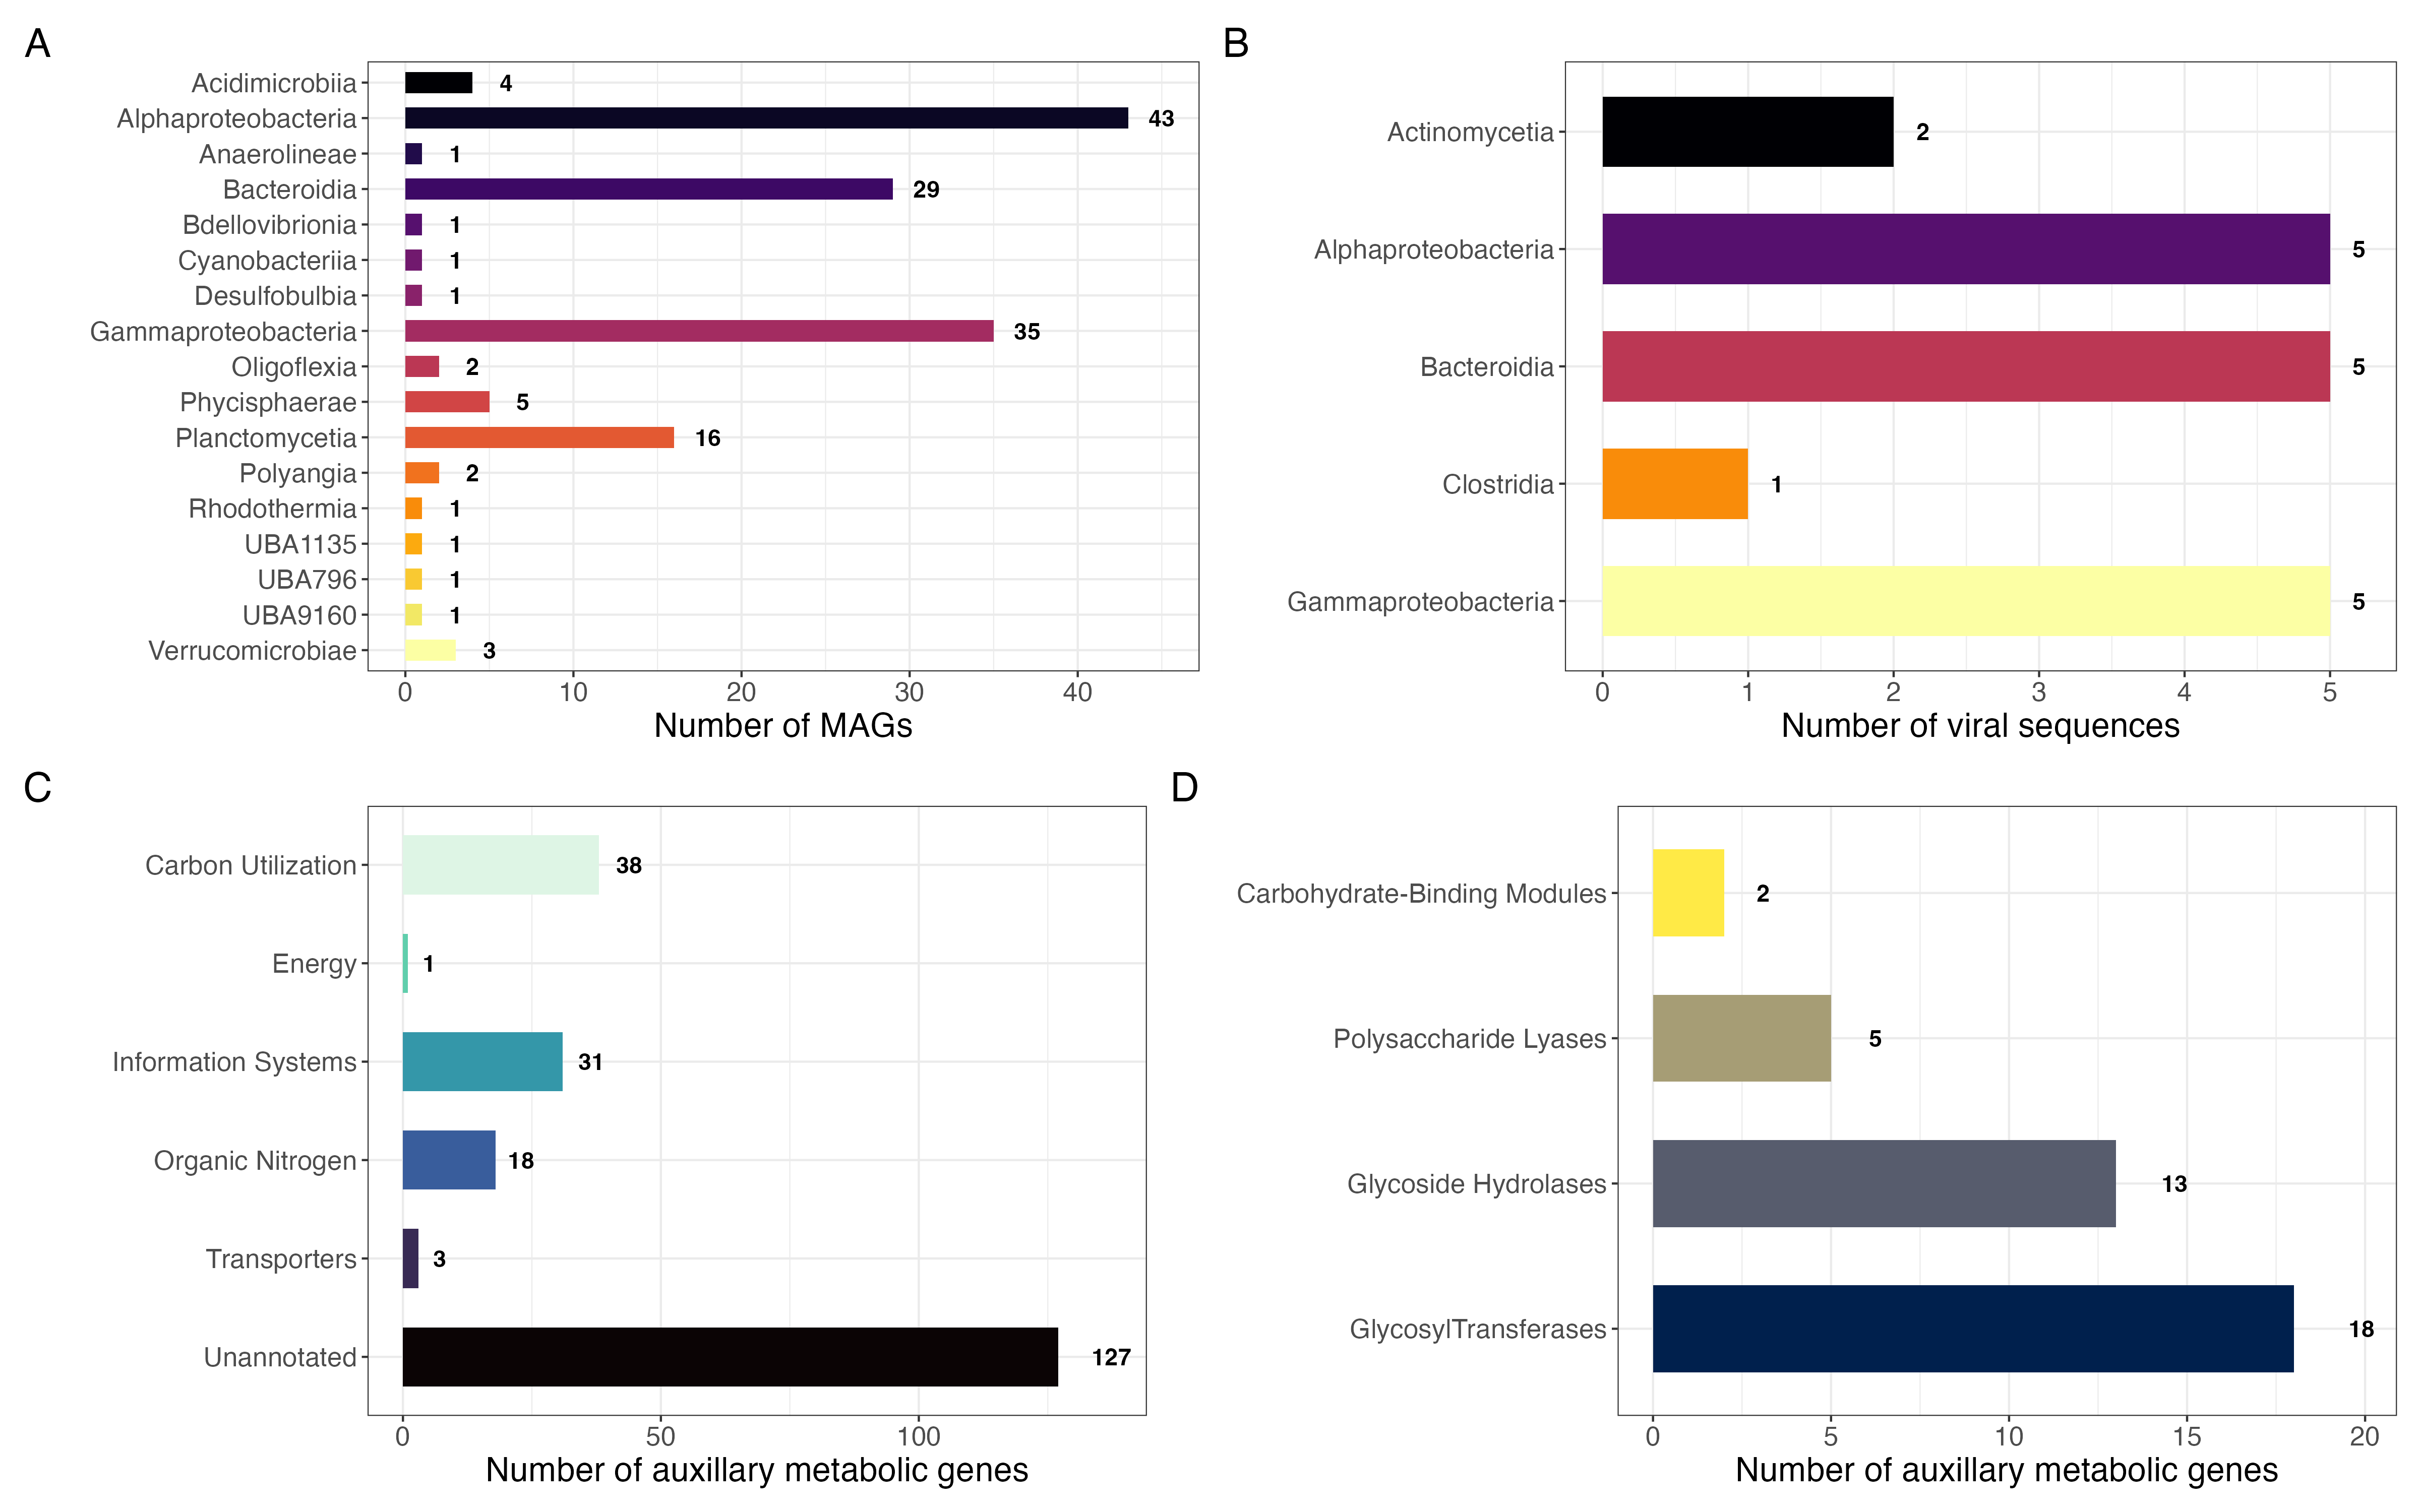 A
Acidimicrobiia 4
Alphaproteobacteria 43
Anaerolineae 1
Bacteroidia 29
Bdellovibrionia 1
Cyanobacteriia 1
Desulfobulbia 1
Gammaproteobacteria 35
Oligoflexia 2
Phycisphaerae 5
Planctomycetia 16
Polyangia 2
Rhodothermia 1
UBA1135 1
UBA796 1
UBA9160 1
Verrucomicrobiae 3
0 10 20 30 40
Number of MAGs
B
Actinomycetia 2
Alphaproteobacteria 5
Bacteroidia 5
Clostridia 1
Gammaproteobacteria 5
0 1 2 3 4 5
Number of viral sequences
C
Carbon Utilization 38
Energy 1
Information Systems 31
Organic Nitrogen 18
Transporters 3
Unannotated 127
0 50 100
Number of auxillary metabolic genes
D
Carbohydrate-Binding Modules 2
Polysaccharide Lyases 5
Glycoside Hydrolases 13
GlycosylTransferases 18
0 5 10 15 20
Number of auxillary metabolic genes